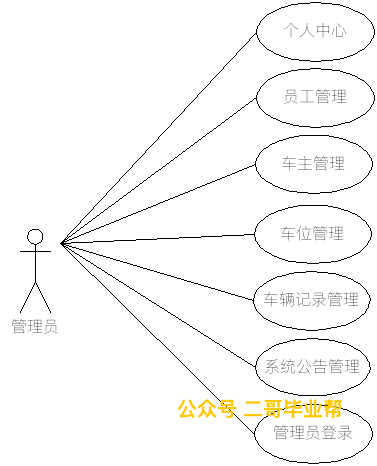 个人中心
员工管理
车主管理
车位管理
车辆记录管理
管理员
系统公告管理
公众号 二哥毕业帮
管理员登录